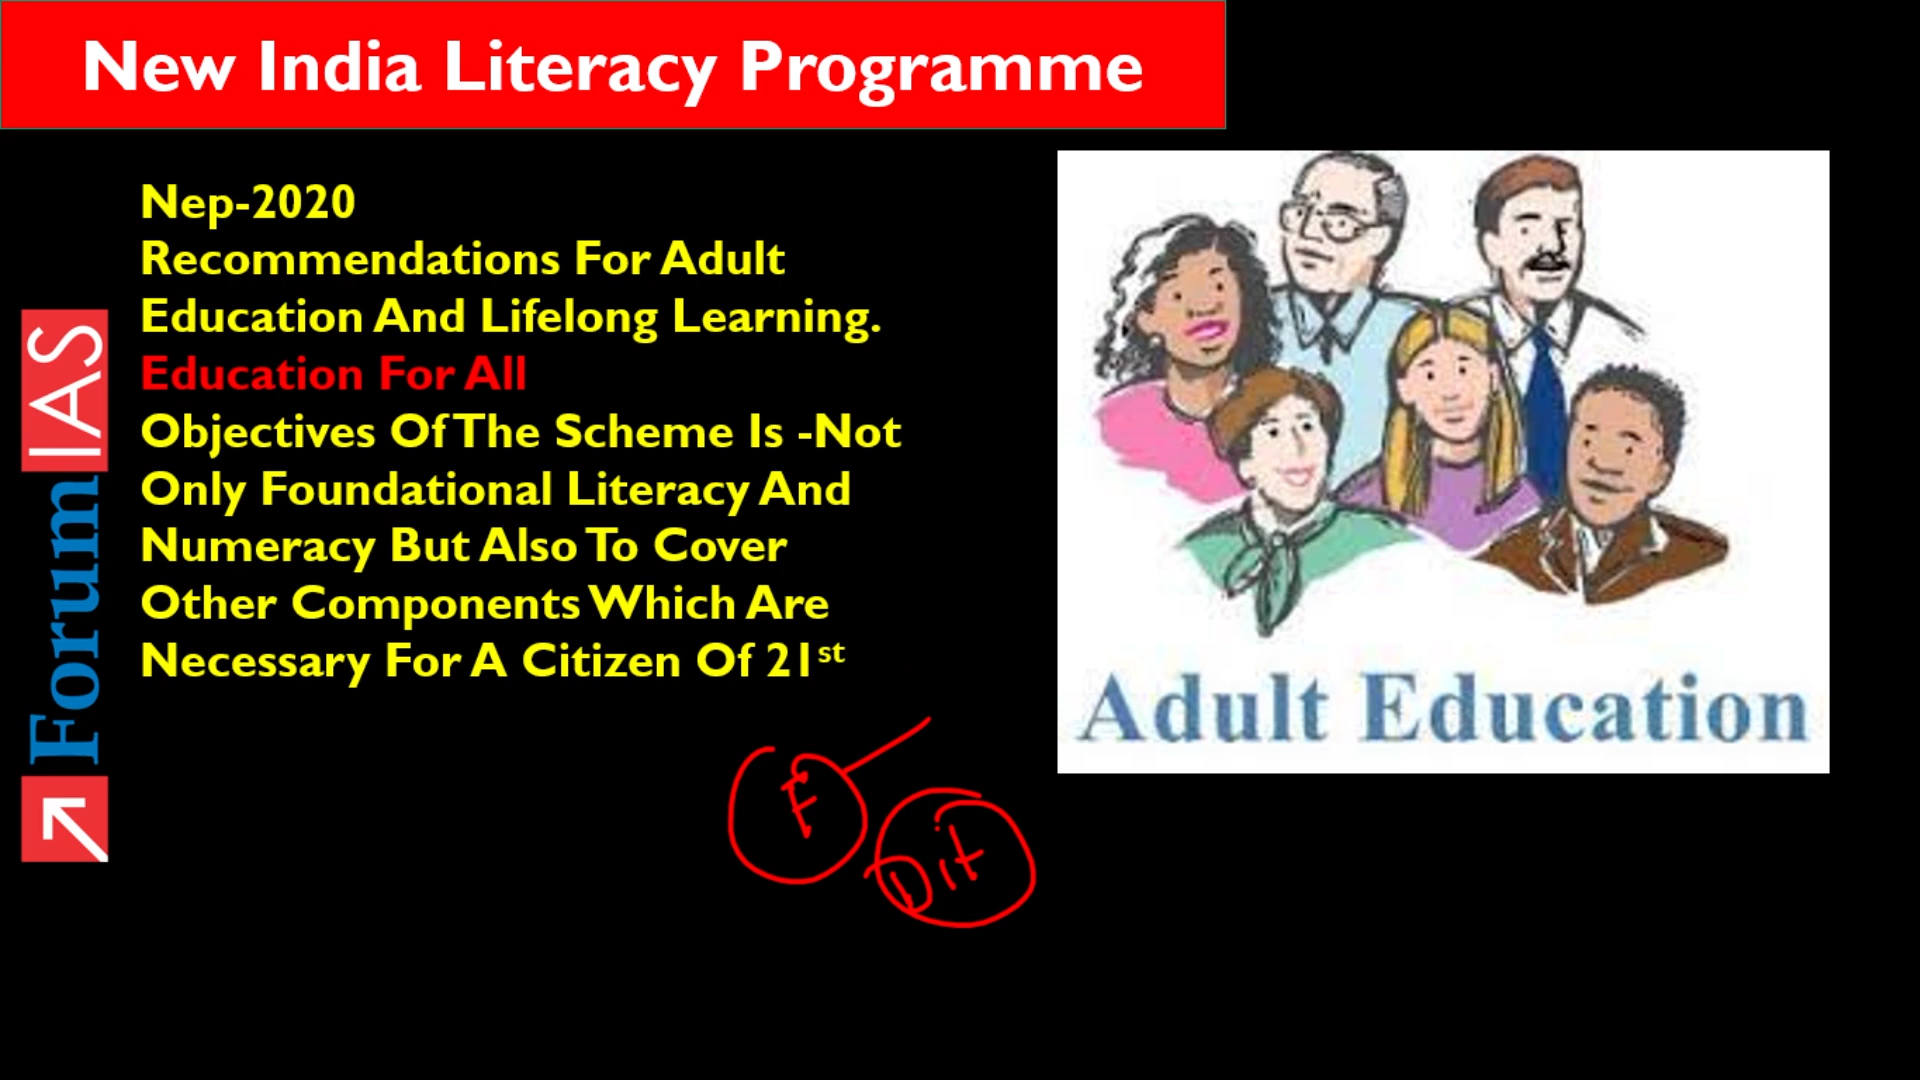 New India Literacy Programme
Nep-2020
Recommendations For Adult
Education And Lifelong Learning.
Education For All
Objectives Of The Scheme Is -Not
Only Foundational Literacy And
Numeracy But Also To Cover
Other Components Which Are
Necessary For A Citizen Of 21st
F
Dit
Adult Education
Forum IAS